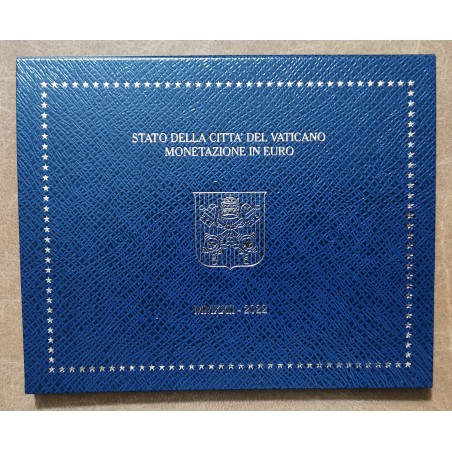 STATO DELLA CITTA' DEL VATICANO
MONETAZIONE IN EURO
MMXXII - 2022